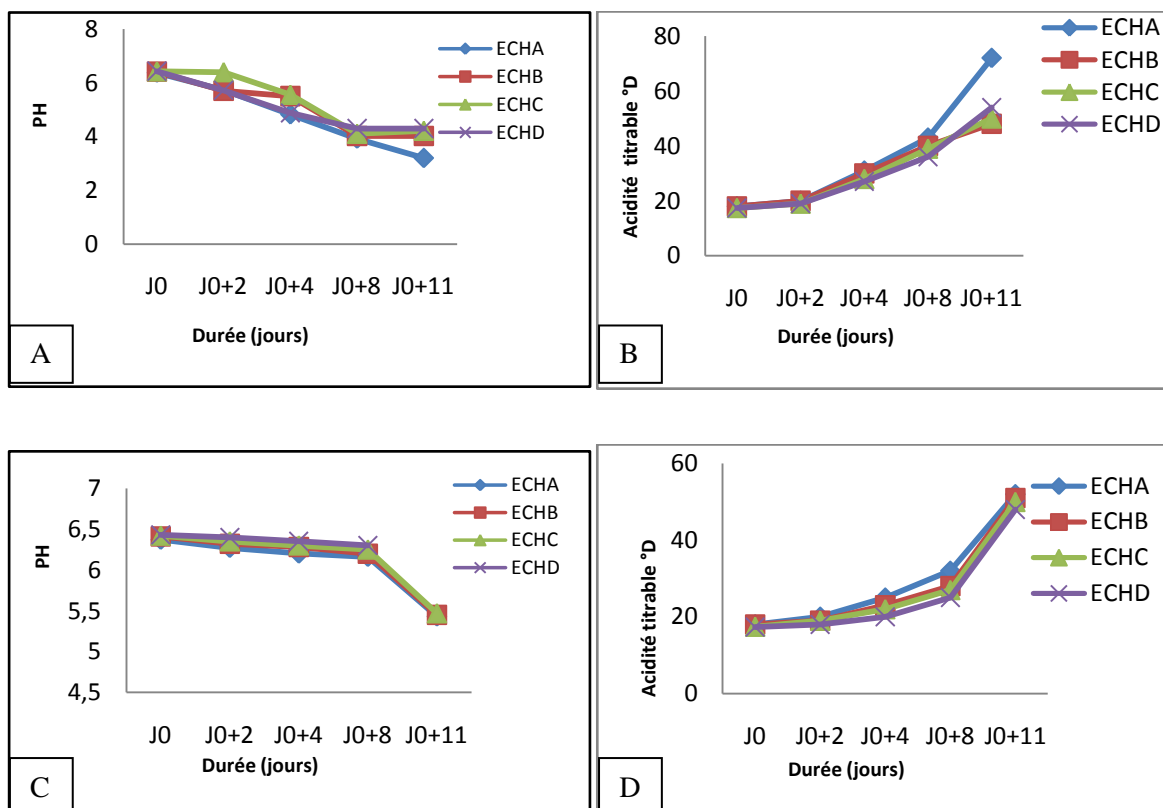 8
6
4
2
0
PH
J0 J0+2 J0+4 J0+8 J0+11
Durée (jours)
ECHA
ECHB
ECHC
ECHD
A
80
60
40
20
0
Acidité titrable °D
J0 J0+2 J0+4 J0+8 J0+11
Durée (jours)
ECHA
ECHB
ECHC
ECHD
B
7
6,5
6
5,5
5
4,5
PH
J0 J0+2 J0+4 J0+8 J0+11
Durée (jours)
ECHA
ECHB
ECHC
ECHD
C
60
40
20
0
Acidité titrable °D
J0 J0+2 J0+4 J0+8 J0+11
Durée (jours)
ECHA
ECHB
ECHC
ECHD
D